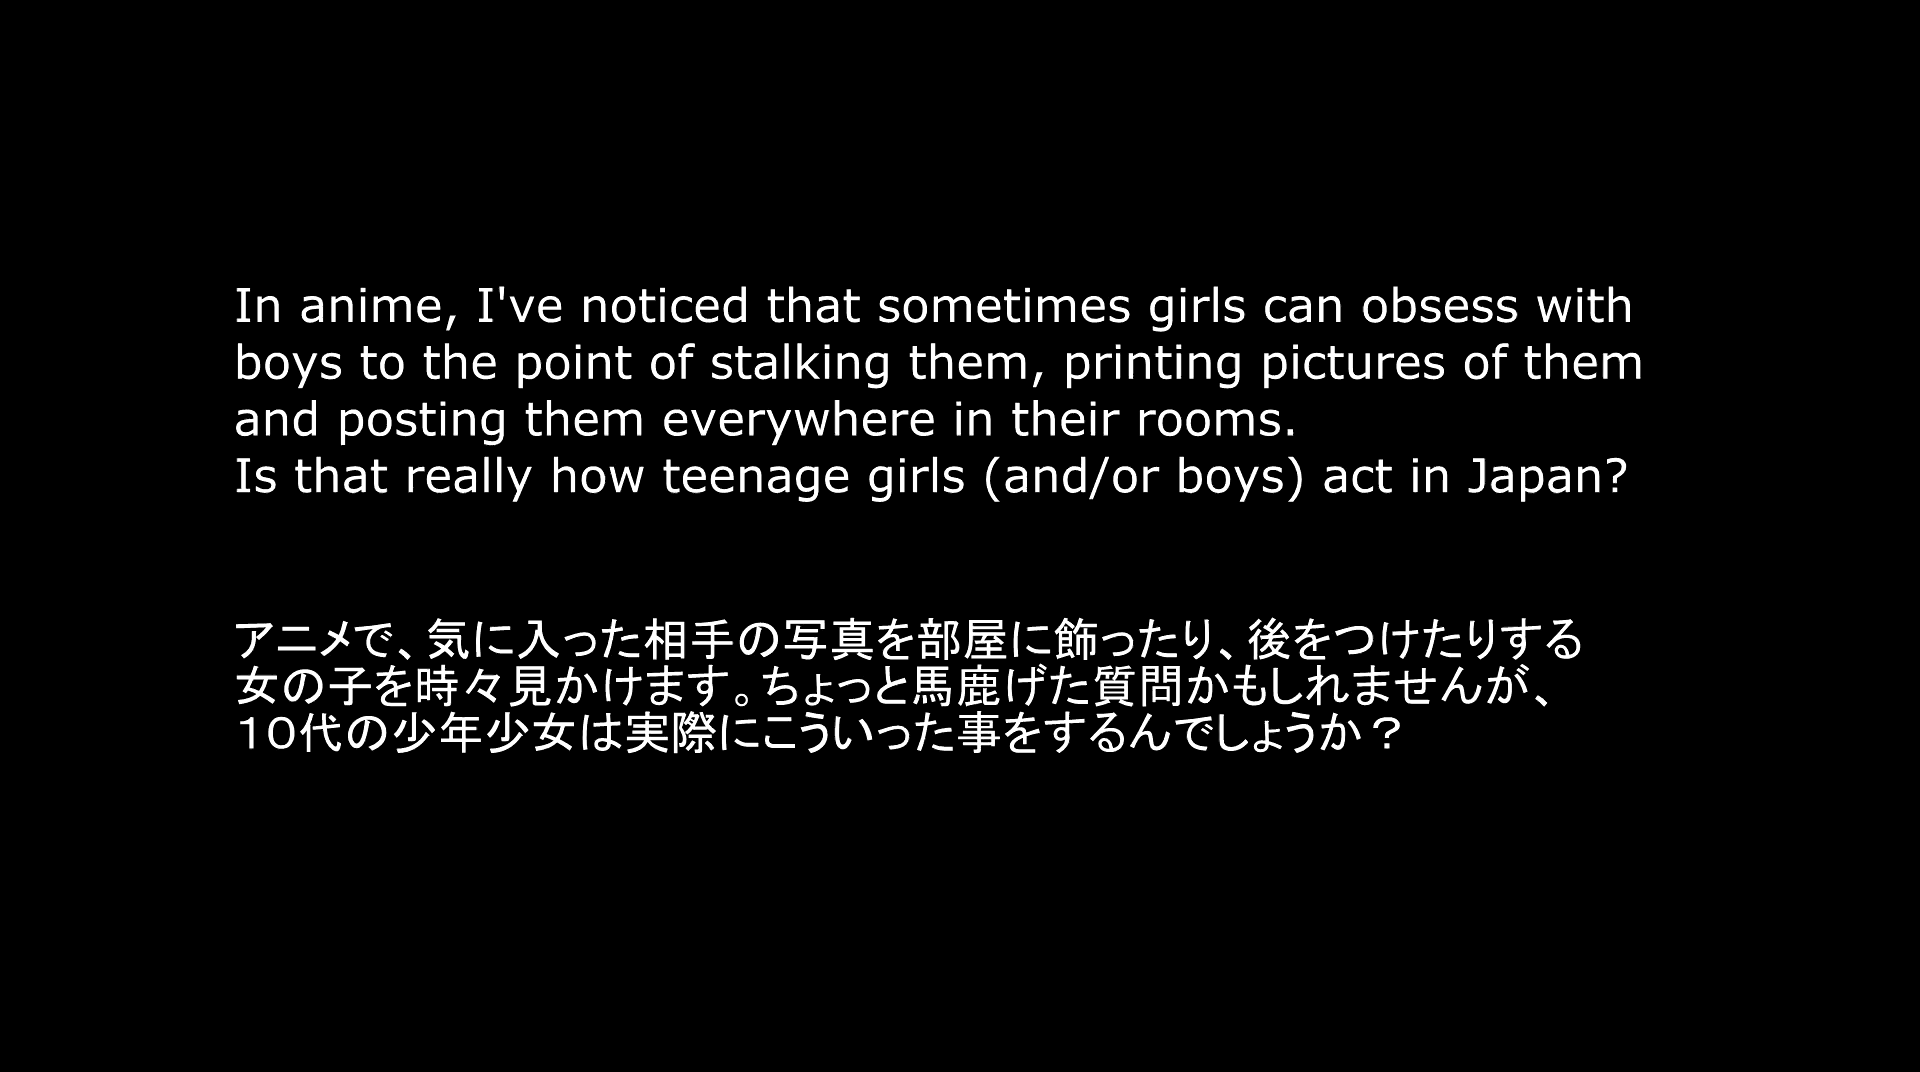 In anime, I've noticed that sometimes girls can obsess with
boys to the point of stalking them, printing pictures of them
and posting them everywhere in their rooms.
Is that really how teenage girls (and/or boys) act in Japan?
アニメで、気に入った相手の写真を部屋に飾ったり、後をつけたりする
女の子を時々見かけます。ちょっと馬鹿げた質問かもしれませんが、
１０代の少年少女は実際にこういった事をするんでしょうか？